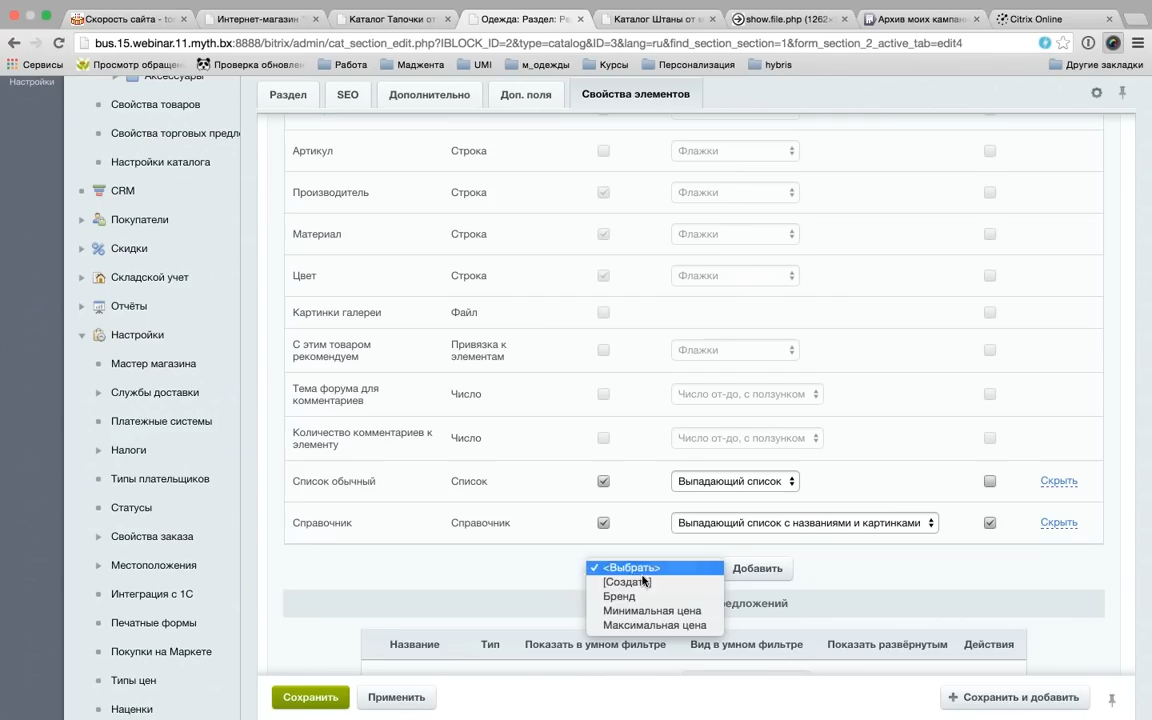 Скорость сайта - то
Интернет-магазин "
Каталог Тапочки от
Одежда: Раздел: Ре
Каталог Штаны от м
show.file.php (1262×
Архив моих кампан
Citrix Online
bus.15.webinar.11.myth.bx:8888/bitrix/admin/cat_section_edit.php?IBLOCK_ID=2&type=catalog&ID=3&lang=ru&find_section_section=1&form_section_2_active_tab=edit4
Сервисы
Просмотр обращен
Проверка обновлен
Работа
Маджента
UMI
м_одежды
Курсы
Персонализация
hybris
Другие закладки
Настройки
Аксессуары
Свойства товаров
Свойства торговых предло
Настройки каталога
CRM
Покупатели
Скидки
Складской учет
Отчёты
Настройки
Мастер магазина
Службы доставки
Платежные системы
Налоги
Типы плательщиков
Статусы
Свойства заказа
Местоположения
Интеграция с 1С
Печатные формы
Покупки на Маркете
Типы цен
Наценки
Раздел
SEO
Дополнительно
Доп. поля
Свойства элементов
Артикул Строка Флажки
Производитель Строка Флажки
Материал Строка Флажки
Цвет Строка Флажки
Картинки галереи Файл
С этим товаром
рекомендуем
Привязка к
элементам
Флажки
Тема форума для
комментариев
Число Число от-до, с ползунком
Количество комментариев к
элементу
Число Число от-до, с ползунком
Список обычный Список Выпадающий список Скрыть
Справочник Справочник Выпадающий список с названиями и картинками Скрыть
✓ <Выбрать>
[Создать]
Бренд
Минимальная цена
Максимальная цена
Добавить
редложений
Название Тип Показать в умном фильтре Вид в умном фильтре Показать развёрнутым Действия
Сохранить
Применить
+ Сохранить и добавить